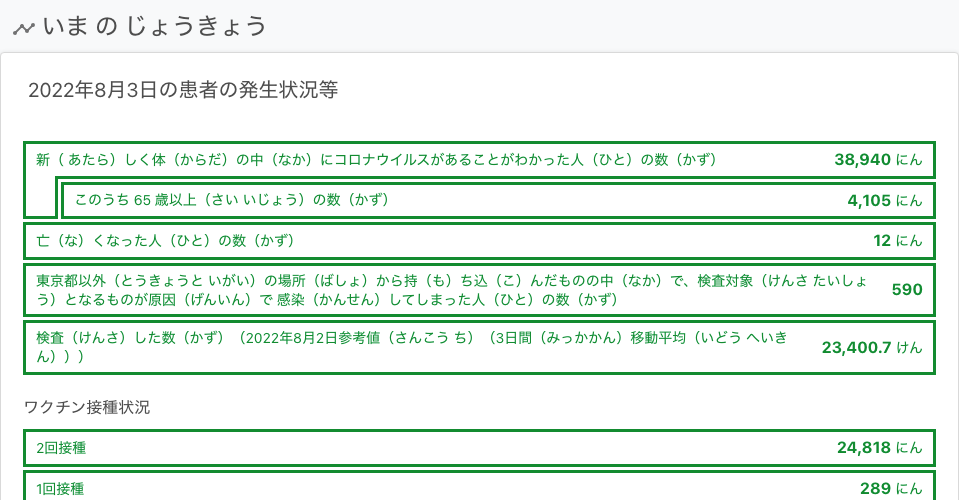 いま の じょうきょう
2022年8月3日の患者の発生状況等
新（ あたら）しく体（からだ）の中（なか）にコロナウイルスがあることがわかった人（ひと）の数（かず） 38,940 にん
このうち 65 歳以上（さい いじょう）の数（かず） 4,105 にん
亡（な）くなった人（ひと）の数（かず） 12 にん
東京都以外（とうきょうと いがい）の場所（ばしょ）から持（も）ち込（こ）んだものの中（なか）で、検査対象（けんさ たいしょ
う）となるものが原因（げんいん）で 感染（かんせん）してしまった人（ひと）の数（かず） 590
検査（けんさ）した数（かず）（2022年8月2日参考値（さんこう ち）（3日間（みっかかん）移動平均（いどう へいき
ん））） 23,400.7 けん
ワクチン接種状況
2回接種 24,818 にん
1回接種 289 にん